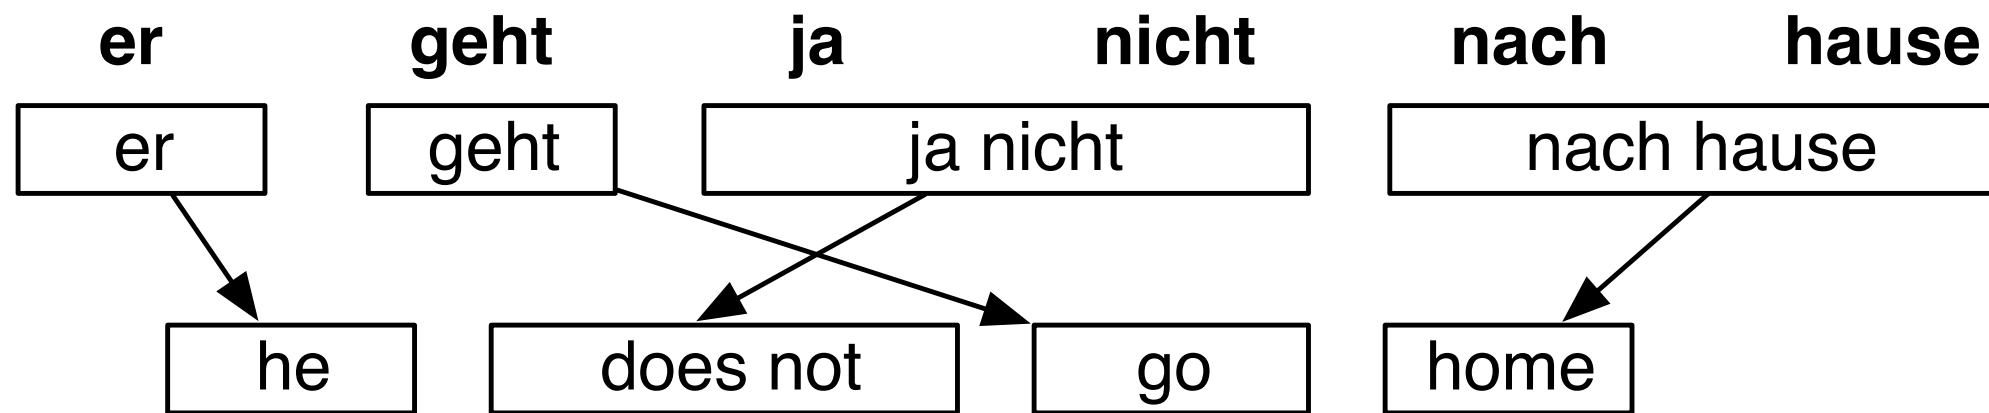 er geht ja nicht nach hause
er geht ja nicht nach hause
he does not go home